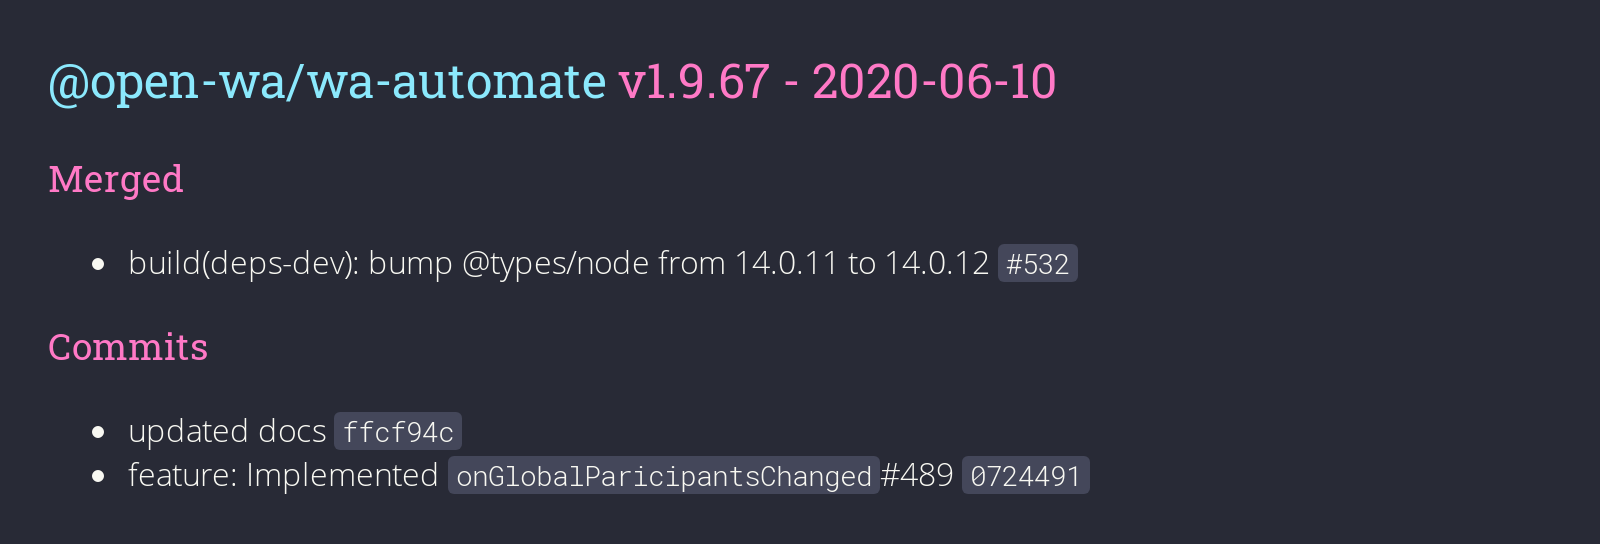 @open-wa/wa-automate v1.9.67 - 2020-06-10
Merged
build(deps-dev): bump @types/node from 14.0.11 to 14.0.12 #532
Commits
updated docs ffcf94c
feature: Implemented onGlobalParicipantsChanged#489 0724491